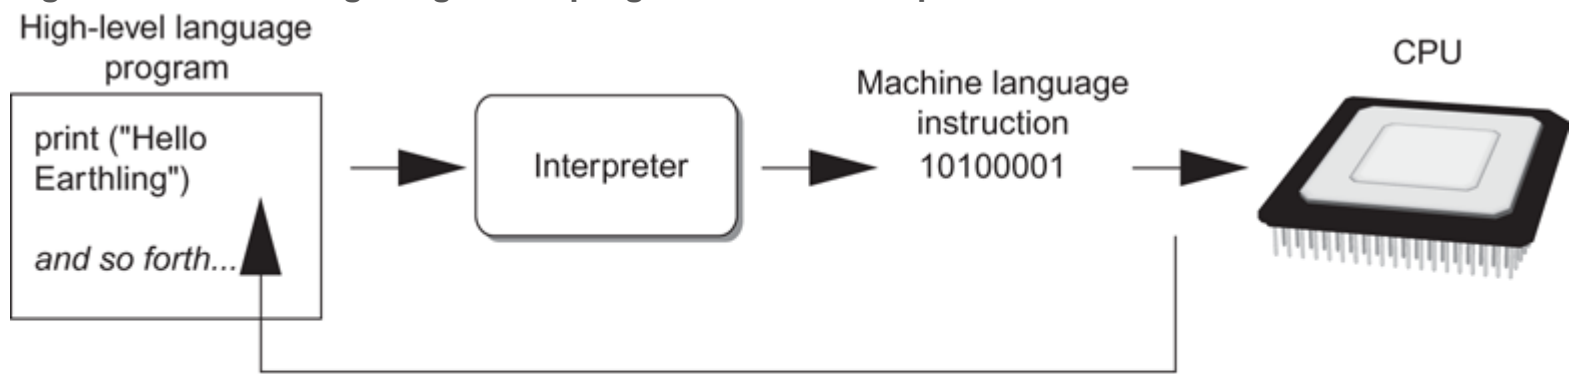 High-level language
program
print ("Hello
Earthling")
and so forth...
Interpreter
Machine language
instruction
10100001
CPU